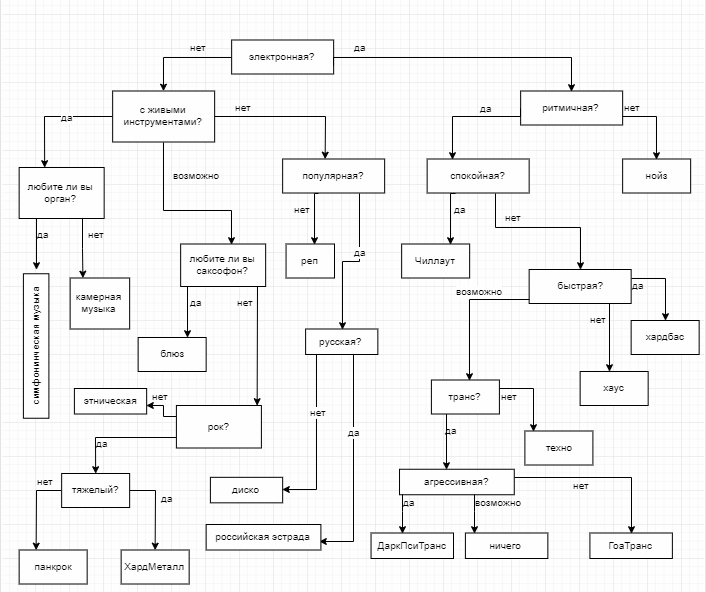 электронная?
нет
да
с живыми
инструментами?
да
нет
возможно
ритмичная?
да
нет
любите ли вы
орган?
да
нет
популярная?
нет
да
спокойная?
да
нет
нойз
любите ли вы
саксофон?
да
нет
реп
Чиллаут
быстрая?
возможно
нет
да
симфонинческая музыка
камерная
музыка
блюз
русская?
нет
да
хардбас
хаус
этническая
нет
рок?
да
транс?
нет
да
техно
тяжелый?
нет
да
диско
российская эстрада
агрессивная?
да
возможно
нет
ДаркПсиТранс
ничего
ГоаТранс
панкрок
ХардМеталл